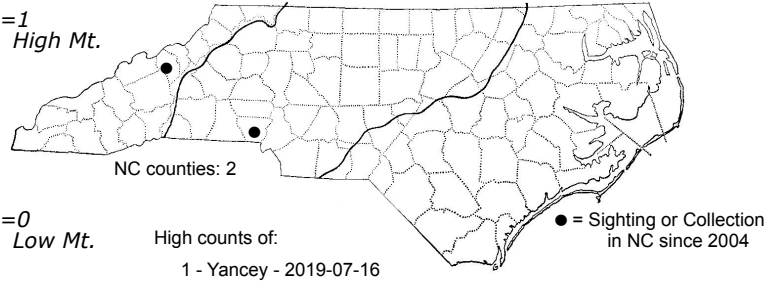 =1
High Mt.
NC counties: 2
=0
Low Mt.
High counts of:
1 - Yancey - 2019-07-16
● = Sighting or Collection
in NC since 2004